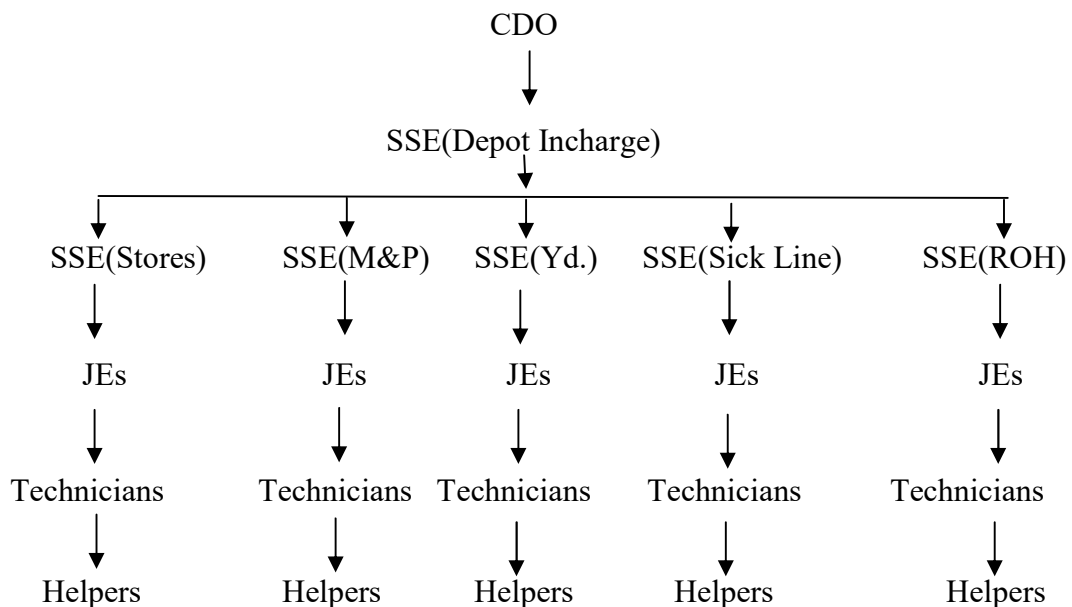 CDO
SSE(Depot Incharge)
SSE(Stores) SSE(M&P) SSE(Yd.) SSE(Sick Line) SSE(ROH)
JEs JEs JEs JEs JEs
Technicians Technicians Technicians Technicians Technicians
Helpers Helpers Helpers Helpers Helpers